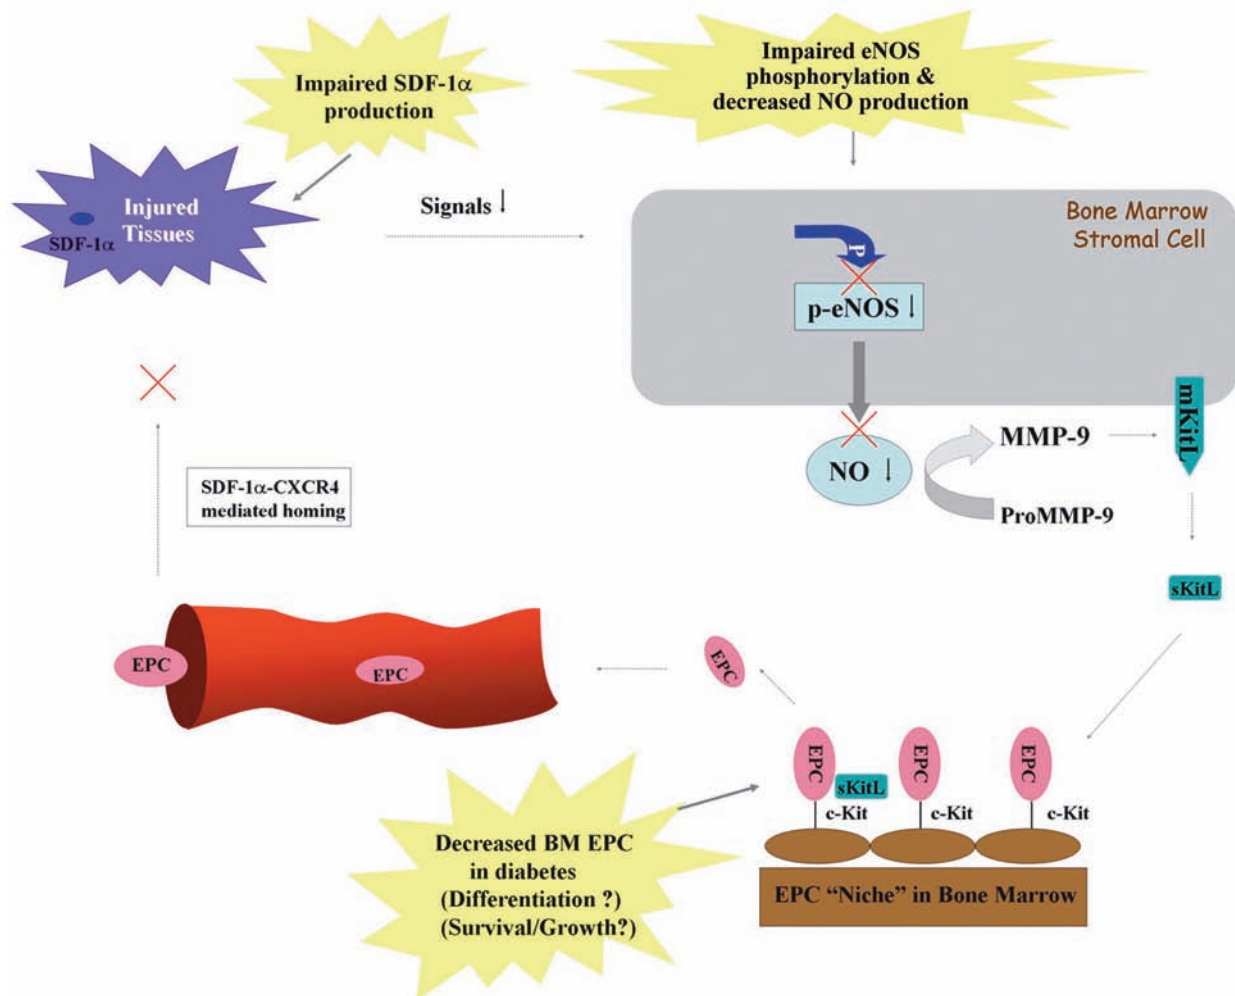 Impaired SDF-1α
production
Impaired eNOS
phosphorylation &
decreased NO production
Injured
Tissues
SDF-1α
Signals ↓
Bone Marrow
Stromal Cell
P
p-eNOS ↓
mKitL
NO ↓
MMP-9
ProMMP-9
SDF-1α-CXCR4
mediated homing
sKitL
EPC
EPC
EPC
EPC
EPC
EPC
sKitL
c-Kit
c-Kit
c-Kit
Decreased BM EPC
in diabetes
(Differentiation ?)
(Survival/Growth?)
EPC “Niche” in Bone Marrow